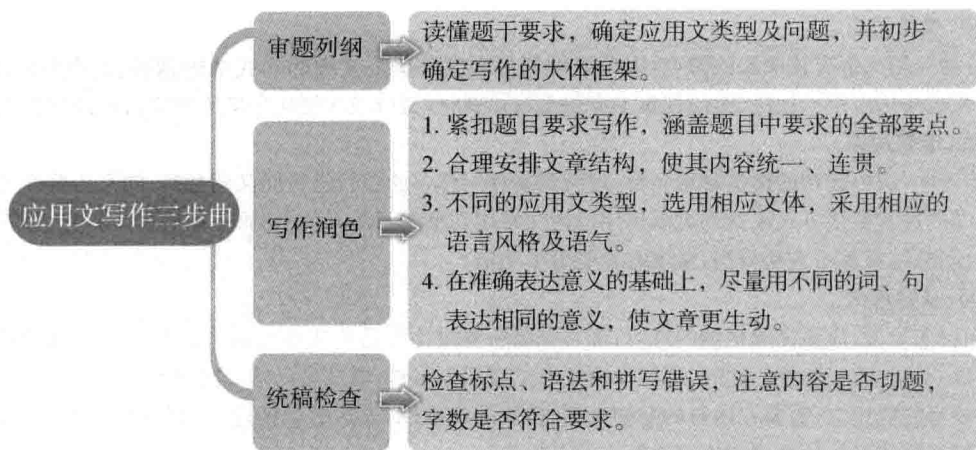 应用文写作三步曲
审题列纲
读懂题干要求，确定应用文类型及问题，并初步
确定写作的大体框架。
写作润色
1. 紧扣题目要求写作，涵盖题目中要求的全部要点。
2. 合理安排文章结构，使其内容统一、连贯。
3. 不同的应用文类型，选用相应文体，采用相应的
语言风格及语气。
4. 在准确表达意义的基础上，尽量用不同的词、句
表达相同的意义，使文章更生动。
统稿检查
检查标点、语法和拼写错误，注意内容是否切题，
字数是否符合要求。